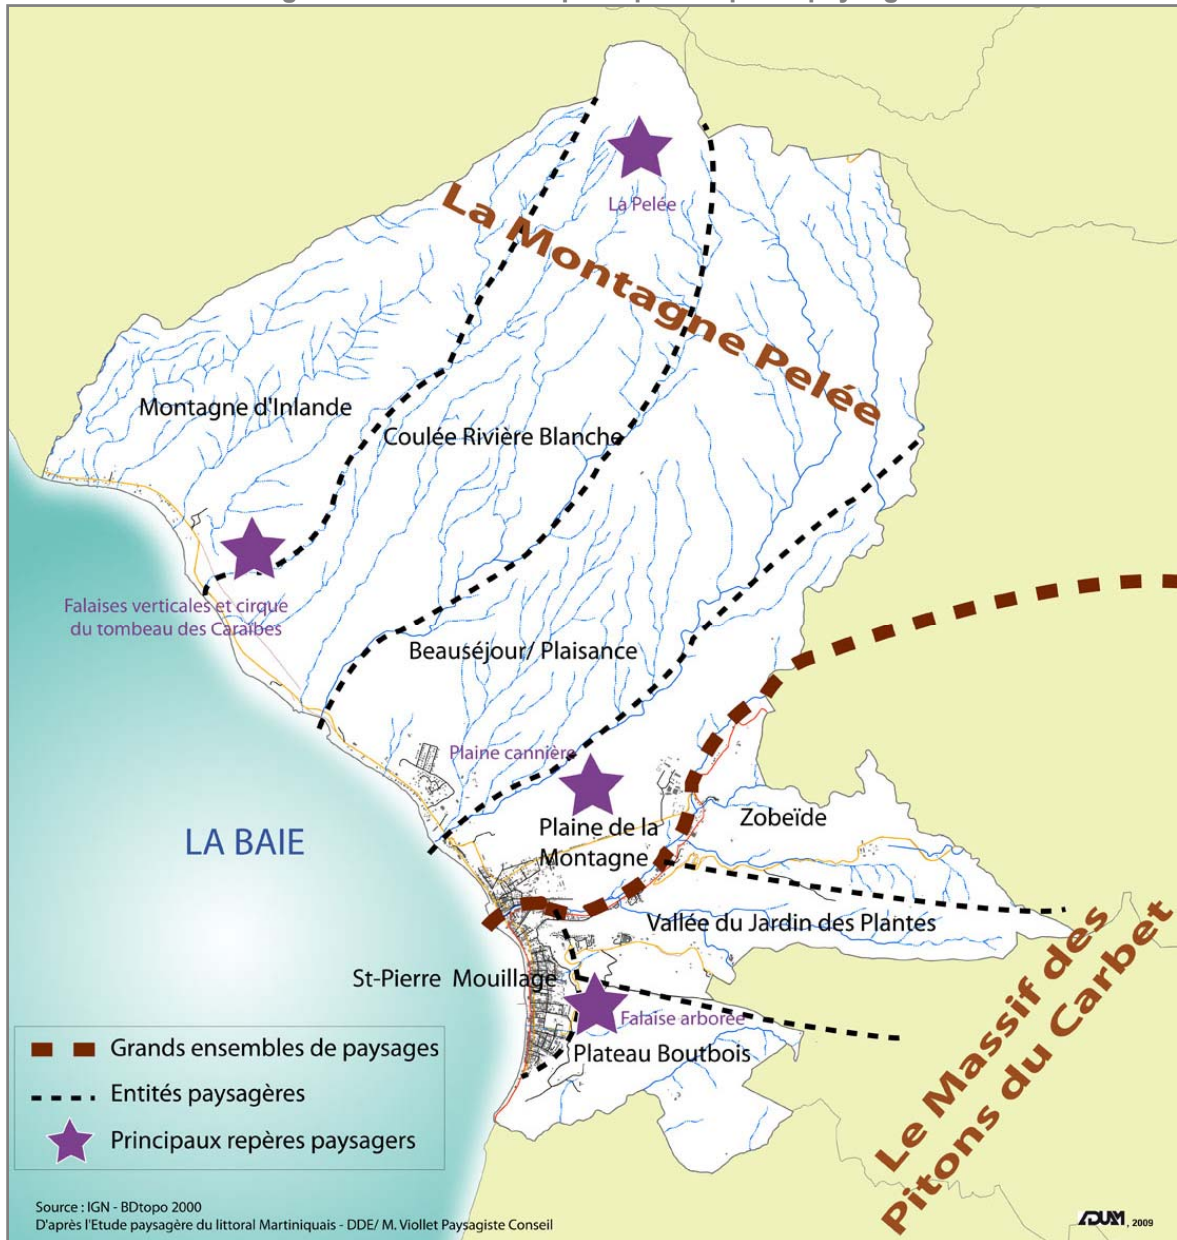 La Pelée
La Montagne Pelée
Montagne d'Inlande
Coulée Rivière Blanche
Falaises verticales et cirque
du tombeau des Caraïbes
Beauséjour/ Plaisance
Plaine cannière
Plaine de la
Montagne
Zobeïde
LA BAIE
Vallée du Jardin des Plantes
St-Pierre Mouillage
Falaise arborée
Plateau Boutbois
Le Massif des
Pitons du Carbet
Grands ensembles de paysages
Entités paysagères
Principaux repères paysagers
Source : IGN - BDtopo 2000
D'après l'Etude paysagère du littoral Martiniquais - DDE/ M. Viollet Paysagiste Conseil
ADUAM, 2009